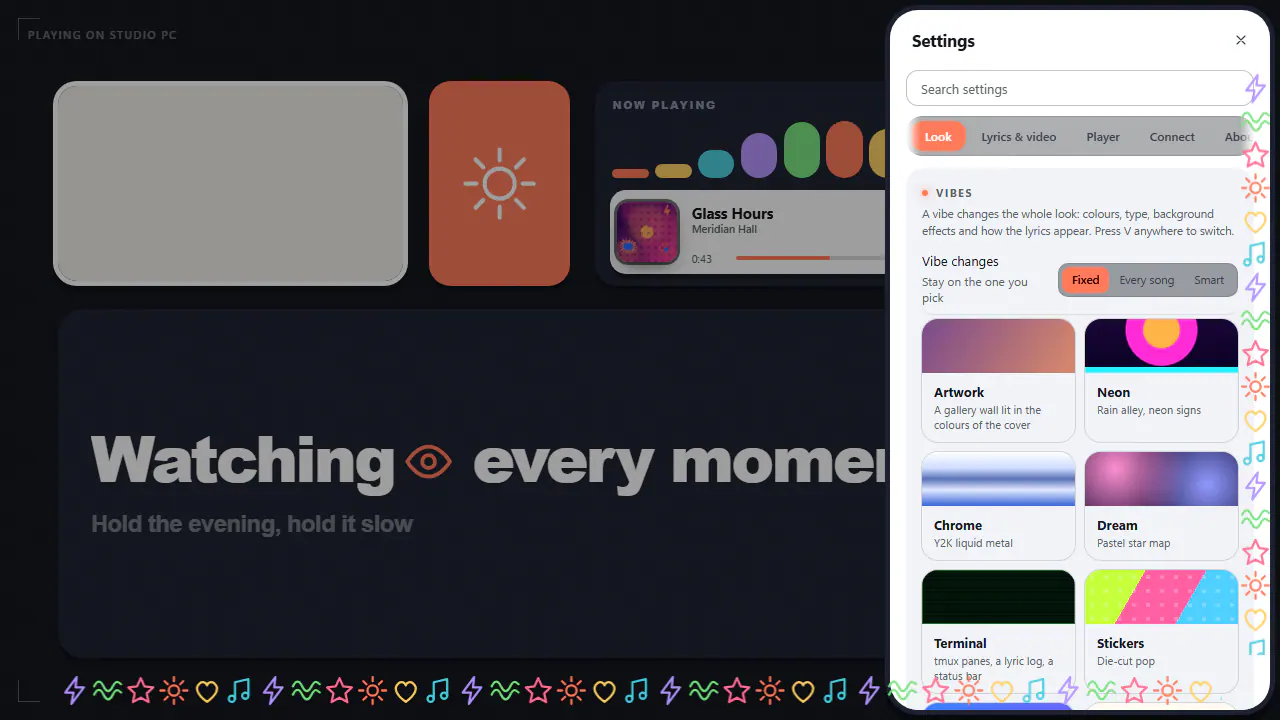 PLAYING ON STUDIO PC
NOW PLAYING
Glass Hours
Meridian Hall
0:43
Watching every
Hold the evening, hold it slow
Settings
Search settings
Look
Lyrics & video
Player
Connect
VIBES
A vibe changes the whole look: colours, type, background
effects and how the lyrics appear. Press V anywhere to switch.
Vibe changes
Stay on the one you
pick
Fixed
Every song
Smart
Artwork
A gallery wall lit in the
colours of the cover
Neon
Rain alley, neon signs
Chrome
Y2K liquid metal
Dream
Pastel star map
Terminal
tmux panes, a lyric log, a
status bar
Stickers
Die-cut pop